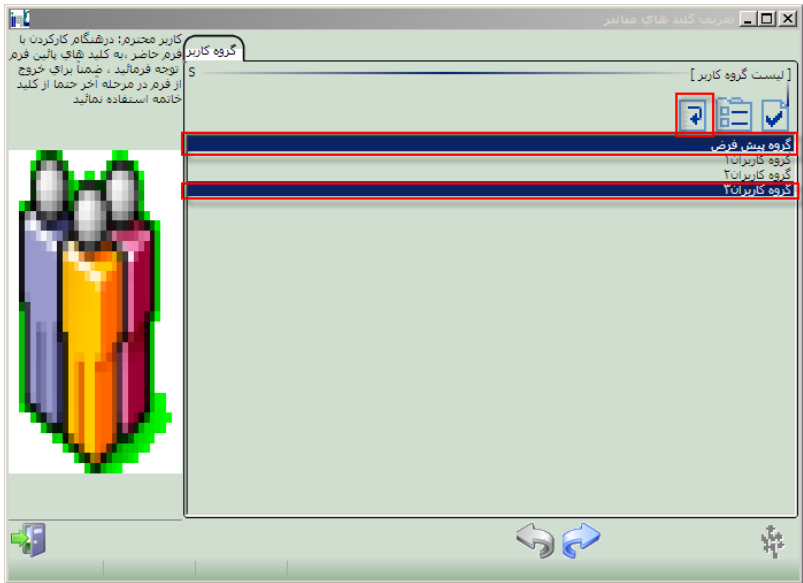 تعریف کلید های میانبر
کاربر محترم: درهنگام کارکردن با
فرم حاضر ،به کلید های پائین فرم
توجه فرمائید ، ضمناً برای خروج
از فرم در مرحله آخر حتما از کلید
خاتمه استفاده نمائید
گروه کاربر
[ لیست گروه کاربر ]
S
گروه پیش فرض
گروه کاربران۱
گروه کاربران۲
گروه کاربران۳